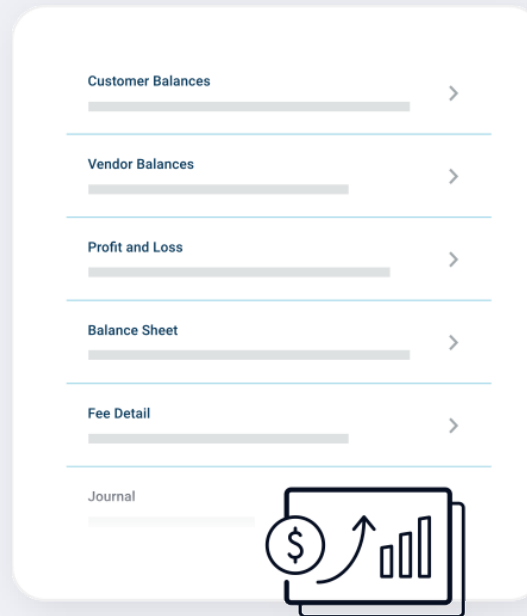 Customer Balances
Vendor Balances
Profit and Loss
Balance Sheet
Fee Detail
Journal
$